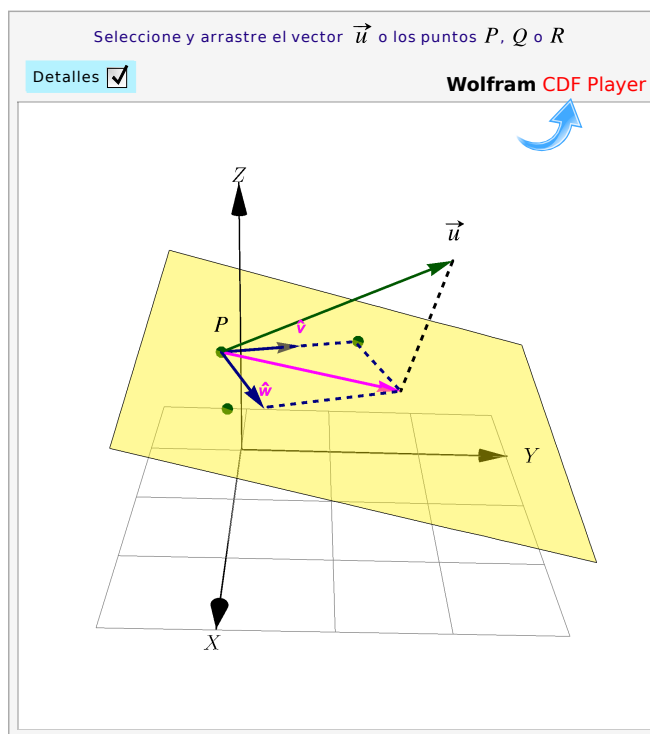 Seleccione y arrastre el vector u⃗ o los puntos P, Q o R
Detalles
Wolfram CDF Player
Z
u⃗
P
v̂
ŵ
Y
X